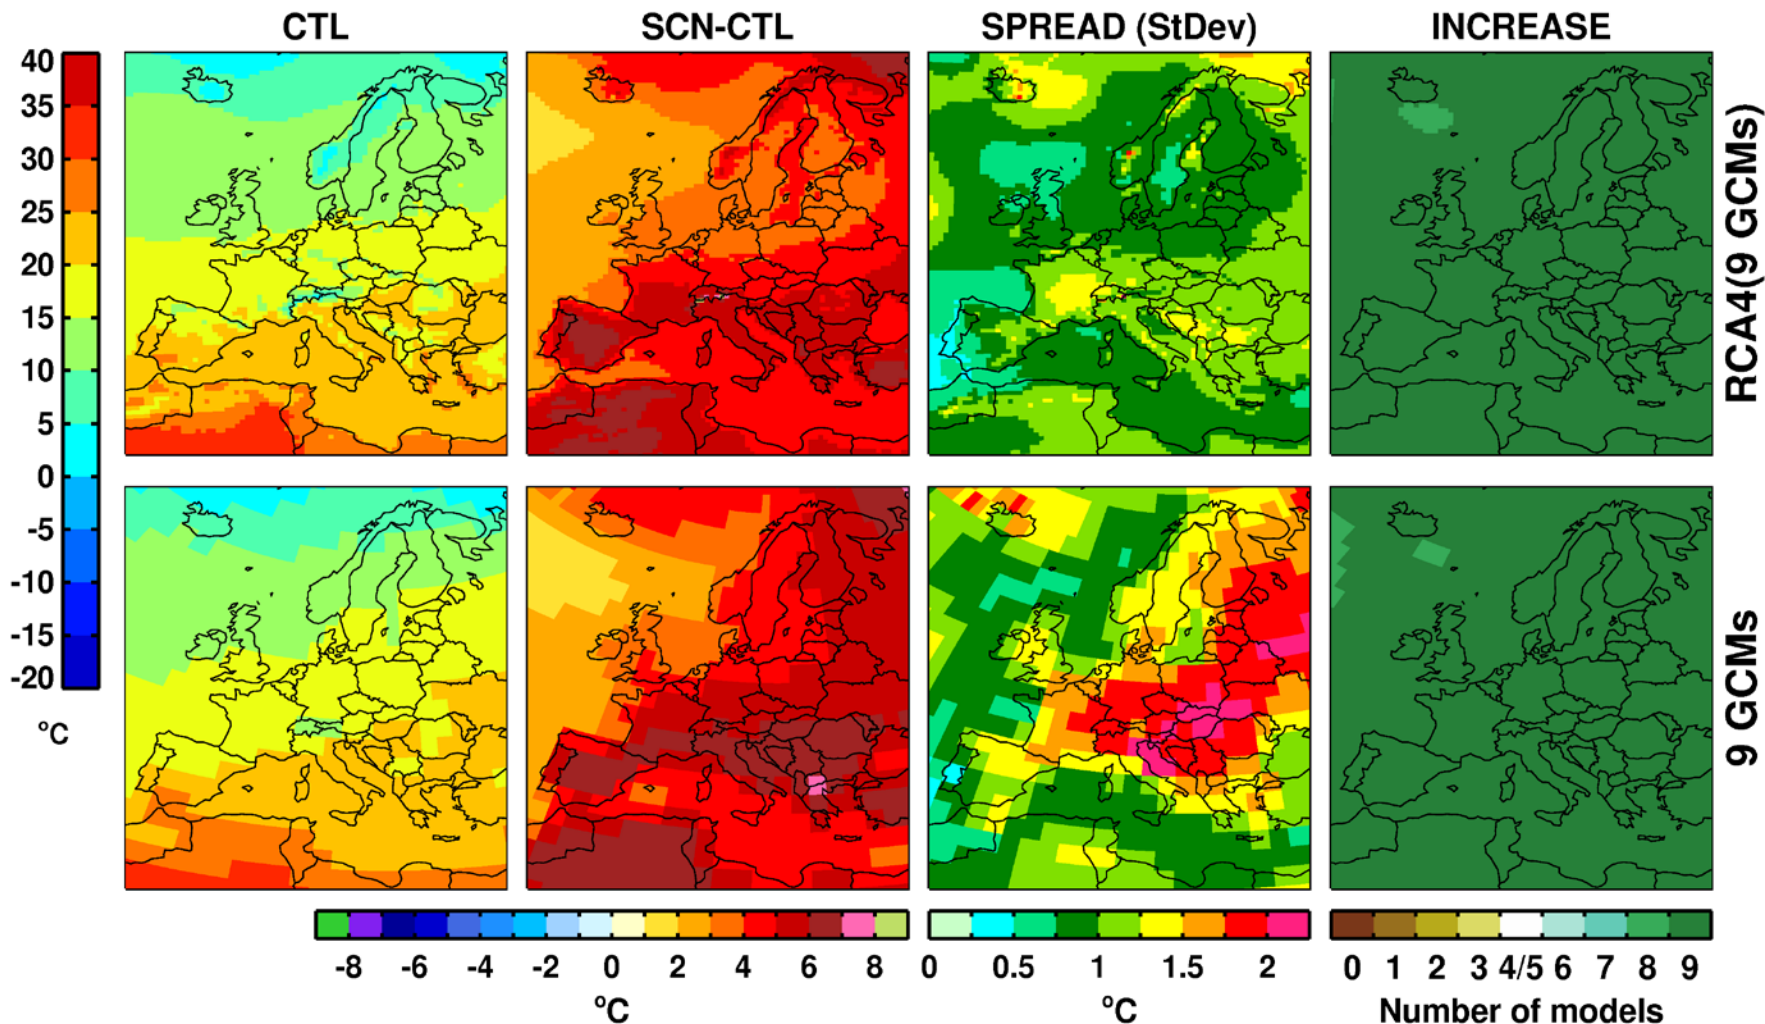 CTL SCN-CTL SPREAD (StDev) INCREASE
40
35
30
25
20
15
10
5
0
-5
-10
-15
-20
°C
RCA4(9 GCMs)
9 GCMs
-8 -6 -4 -2 0 2 4 6 8
°C
0 0.5 1 1.5 2
°C
0 1 2 3 4/5 6 7 8 9
Number of models